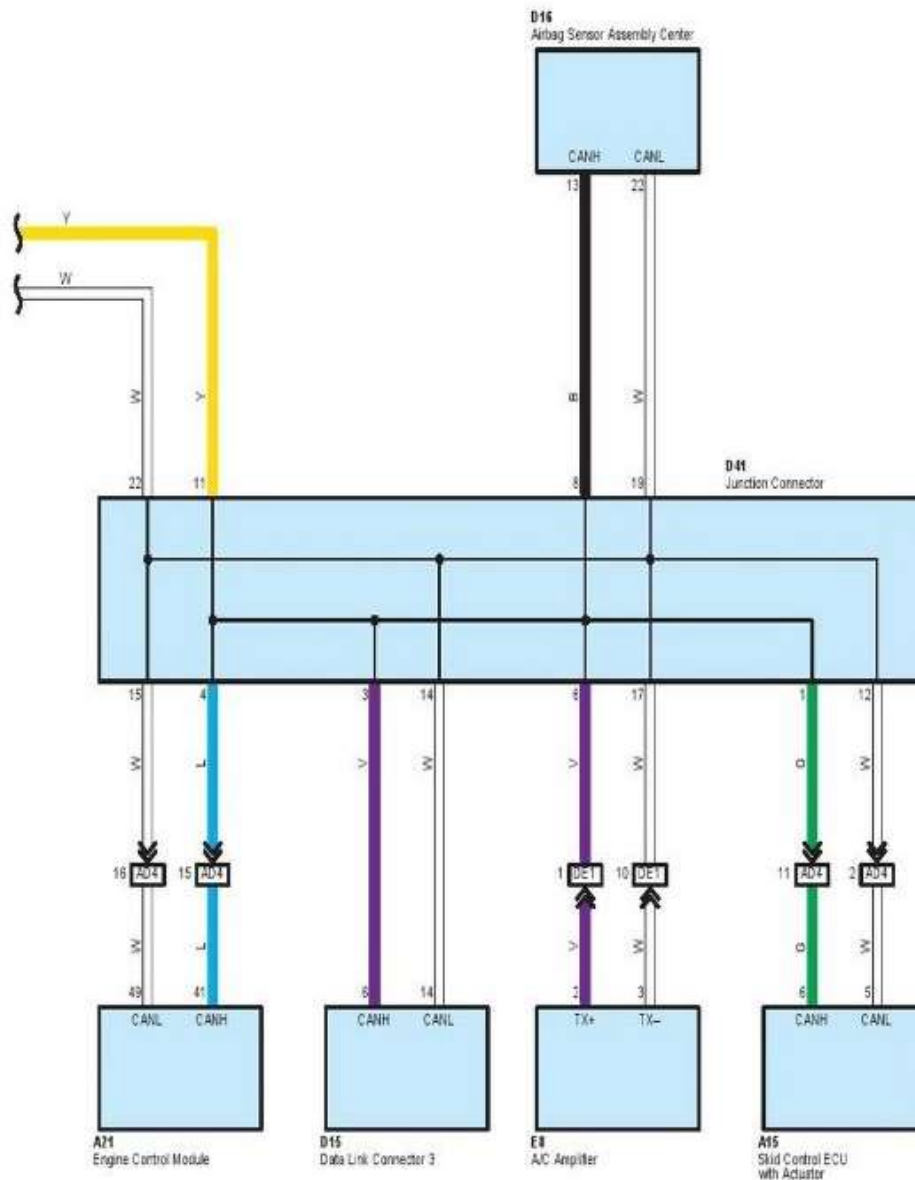 D16
Airbag Sensor Assembly Center
CANH CANL
13 22
Y
W
W Y B W
D41
Junction Connector
22 11 8 19
15 4 3 14 6 17 1 12
W L V W V W G W
16 AD4 15 AD4 1 DE1 10 DE1 11 AD4 2 AD4
W L V W G W
49 41 6 14 2 3 6 5
CANL CANH CANH CANL TX+ TX– CANH CANL
A21
Engine Control Module
D15
Data Link Connector 3
E8
A/C Amplifier
A15
Skid Control ECU
with Actuator